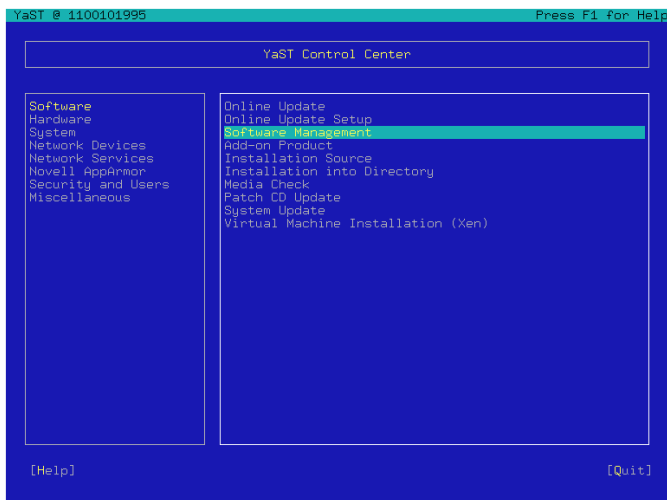 YaST @ 1100101995 Press F1 for Help
YaST Control Center
Software
Hardware
System
Network Devices
Network Services
Novell AppArmor
Security and Users
Miscellaneous
Online Update
Online Update Setup
Software Management
Add-on Product
Installation Source
Installation into Directory
Media Check
Patch CD Update
System Update
Virtual Machine Installation (Xen)
[Help] [Quit]